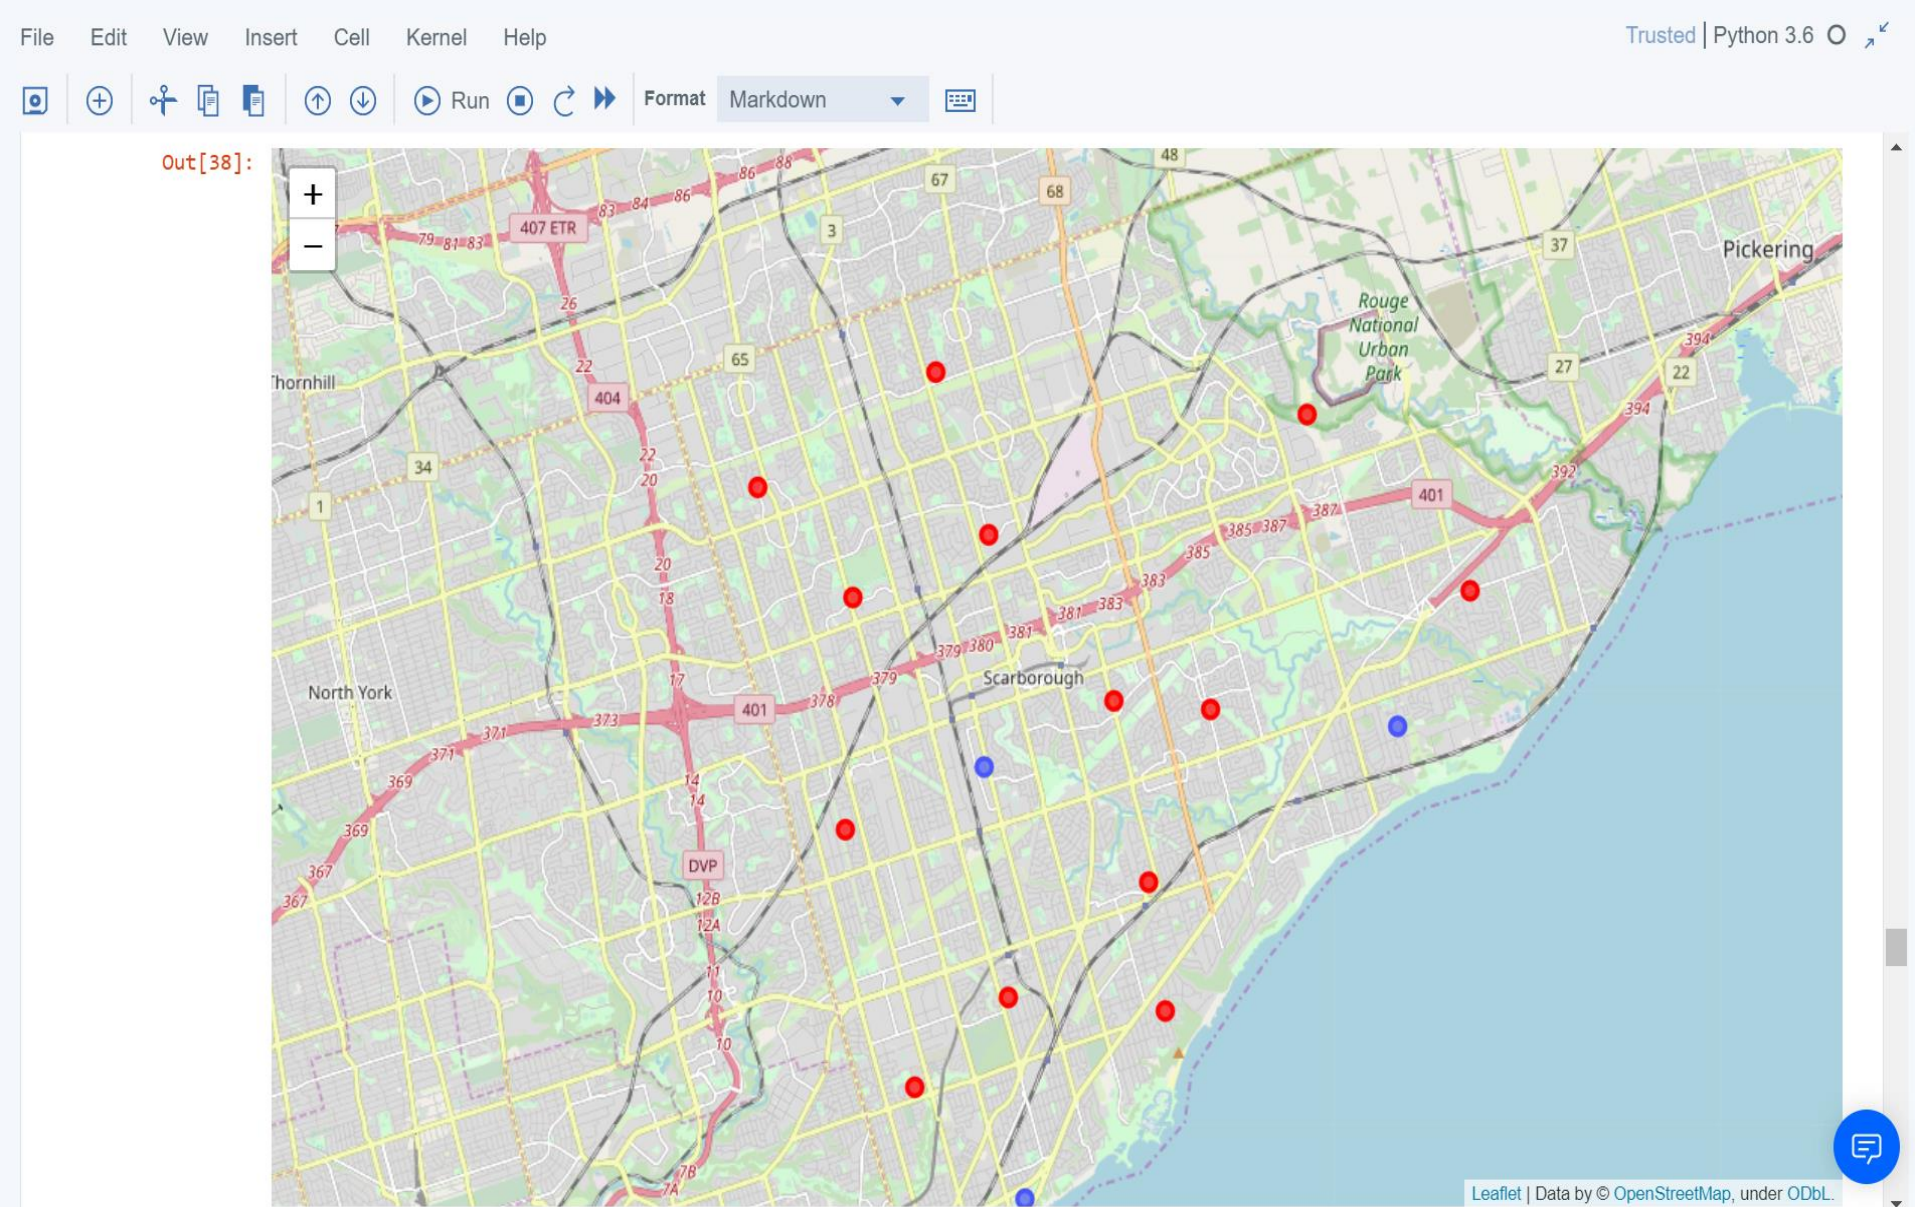 File Edit View Insert Cell Kernel Help
Trusted | Python 3.6
Run Format Markdown
Out[38]:
+
−
48
88
86
86
84
83
67
68
407 ETR
79 81 83
3
37
Pickering
26
Rouge
National
Urban
Park
394
65
22
27
22
Thornhill
404
394
34
22
20
392
1
401
387
385 387
385
20
18
383
383
381
381
380
379
379
Scarborough
17
North York
378
401
373
371
371
369
14
14
369
DVP
367
12B
367
12A
11
10
10
7B
7A
Leaflet | Data by © OpenStreetMap, under ODbL.